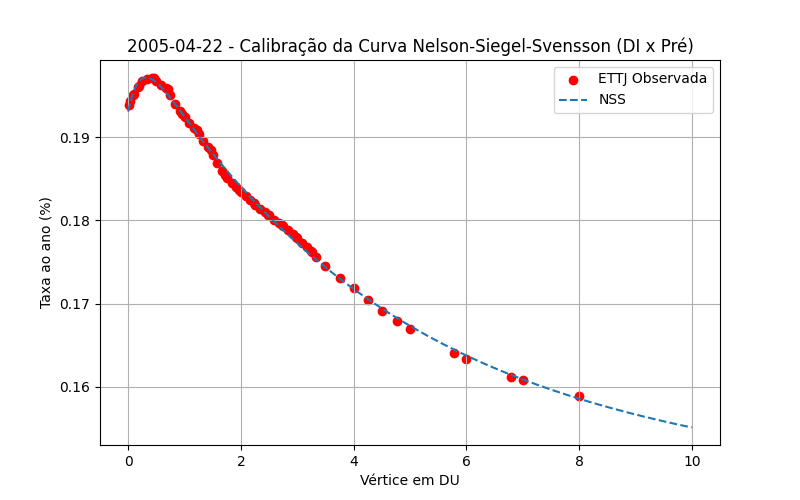 2005-04-22 - Calibração da Curva Nelson-Siegel-Svensson (DI x Pré)
ETTJ Observada
NSS
Taxa ao ano (%)
0.19
0.18
0.17
0.16
0
2
4
6
8
10
Vértice em DU